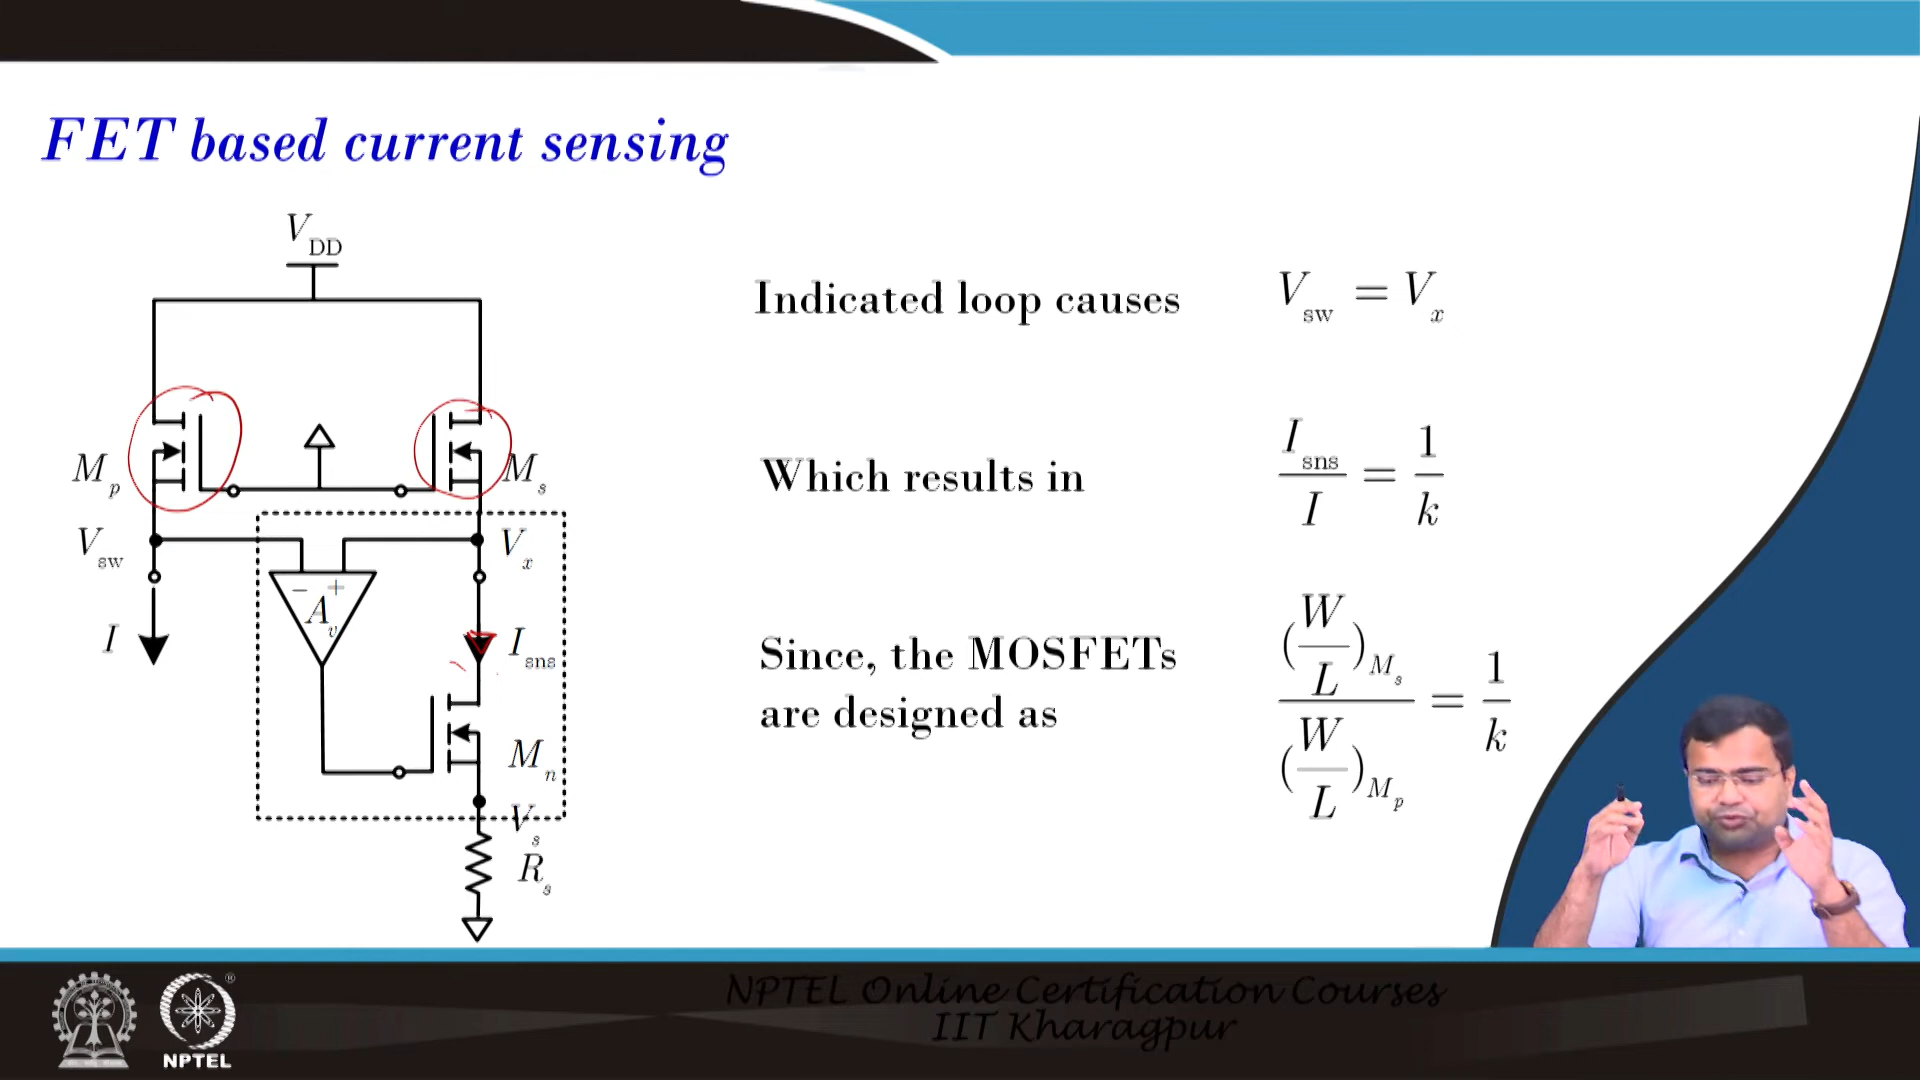 FET based current sensing
V_DD
M_p
M_s
V_sw
V_x
− +
A_v
I
I_sns
M_n
V_s
R_s
Indicated loop causes V_sw = V_x
Which results in I_sns / I = 1 / k
Since, the MOSFETs
are designed as (W/L)_M_s / (W/L)_M_p = 1 / k
NPTEL Online Certification Courses
IIT Kharagpur
NPTEL
®